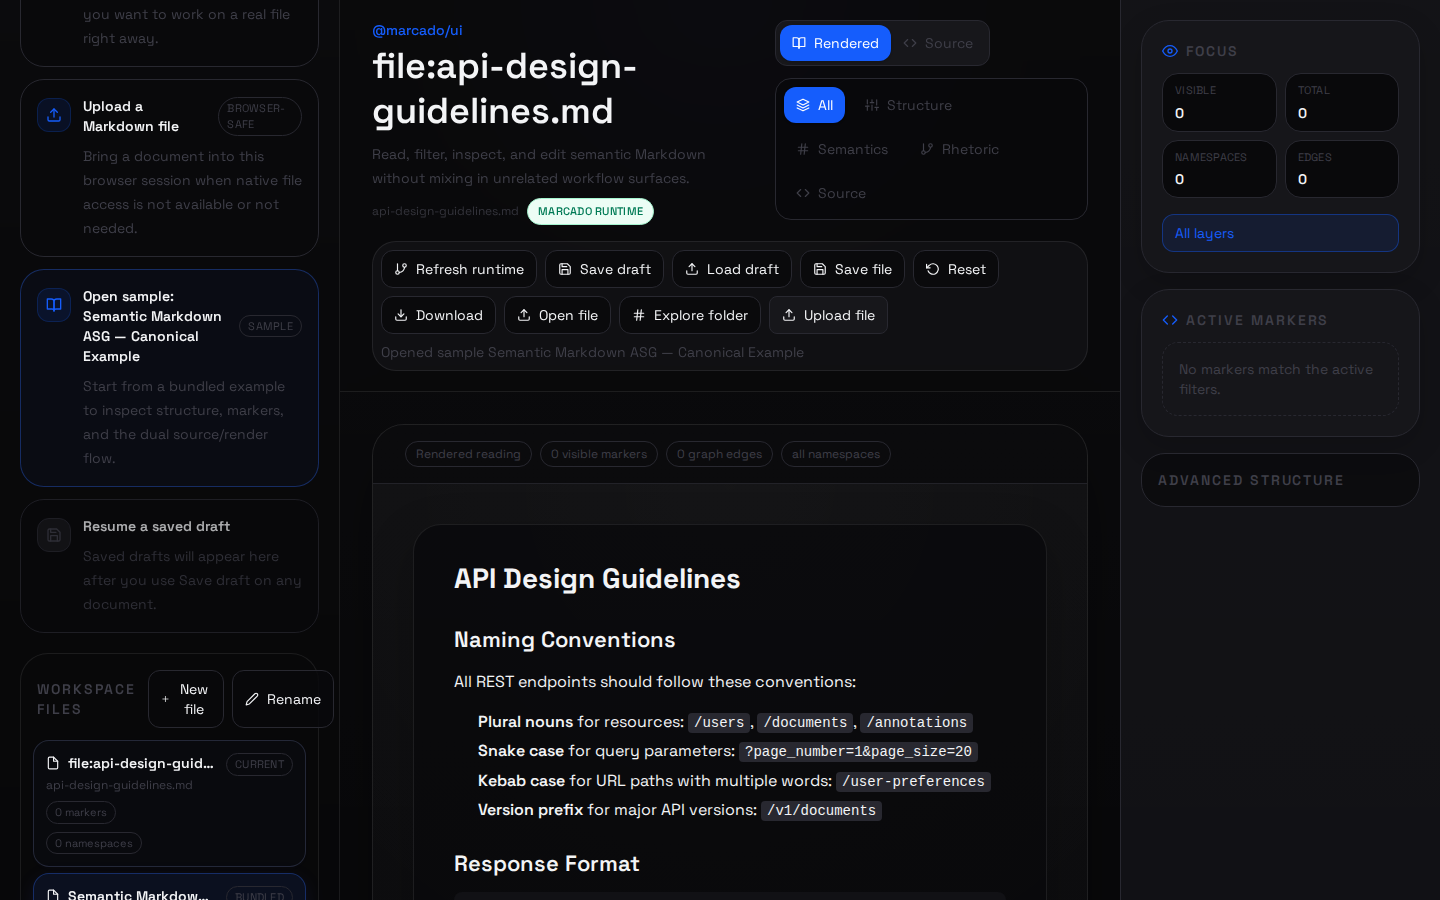 you want to work on a real file
right away.
Upload a
Markdown file
BROWSER-
SAFE
Bring a document into this
browser session when native file
access is not available or not
needed.
Open sample:
Semantic Markdown
ASG — Canonical
Example
SAMPLE
Start from a bundled example
to inspect structure, markers,
and the dual source/render
flow.
Resume a saved draft
Saved drafts will appear here
after you use Save draft on any
document.
WORKSPACE
FILES
New
file
Rename
file:api-design-guid...
CURRENT
api-design-guidelines.md
0 markers
0 namespaces
Semantic Markdow...
BUNDLED
@marcado/ui
file:api-design-
guidelines.md
Read, filter, inspect, and edit semantic Markdown
without mixing in unrelated workflow surfaces.
api-design-guidelines.md
MARCADO RUNTIME
Rendered
Source
All
Structure
Semantics
Rhetoric
Source
Refresh runtime
Save draft
Load draft
Save file
Reset
Download
Open file
Explore folder
Upload file
Opened sample Semantic Markdown ASG — Canonical Example
Rendered reading
0 visible markers
0 graph edges
all namespaces
API Design Guidelines
Naming Conventions
All REST endpoints should follow these conventions:
Plural nouns for resources: /users, /documents, /annotations
Snake case for query parameters: ?page_number=1&page_size=20
Kebab case for URL paths with multiple words: /user-preferences
Version prefix for major API versions: /v1/documents
Response Format
FOCUS
VISIBLE
0
TOTAL
0
NAMESPACES
0
EDGES
0
All layers
ACTIVE MARKERS
No markers match the active
filters.
ADVANCED STRUCTURE